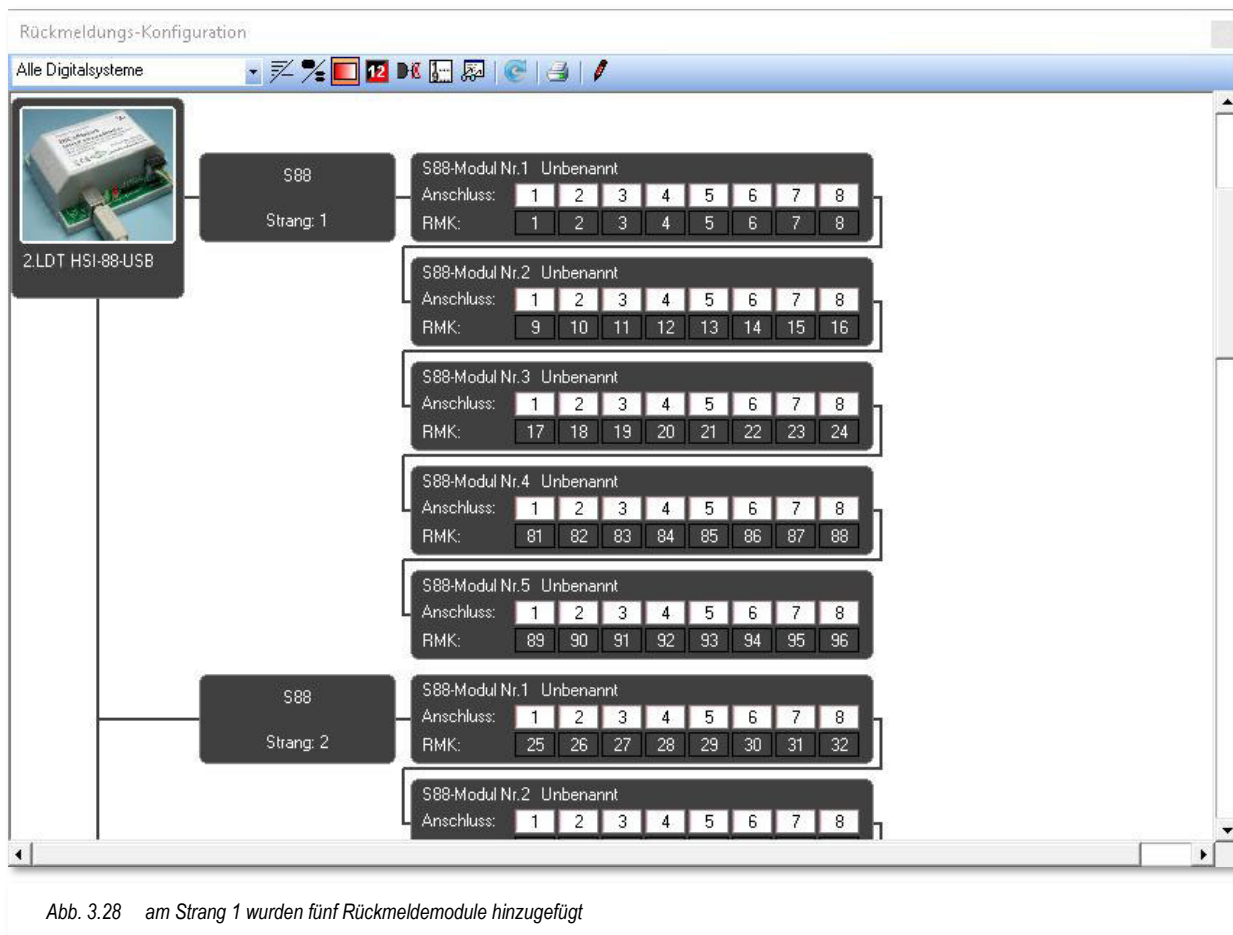 Rückmeldungs-Konfiguration
Alle Digitalsysteme
12
2.LDT HSI-88-USB
S88
Strang: 1
S88-Modul Nr.1 Unbenannt
Anschluss: 1 2 3 4 5 6 7 8
RMK: 1 2 3 4 5 6 7 8
S88-Modul Nr.2 Unbenannt
Anschluss: 1 2 3 4 5 6 7 8
RMK: 9 10 11 12 13 14 15 16
S88-Modul Nr.3 Unbenannt
Anschluss: 1 2 3 4 5 6 7 8
RMK: 17 18 19 20 21 22 23 24
S88-Modul Nr.4 Unbenannt
Anschluss: 1 2 3 4 5 6 7 8
RMK: 81 82 83 84 85 86 87 88
S88-Modul Nr.5 Unbenannt
Anschluss: 1 2 3 4 5 6 7 8
RMK: 89 90 91 92 93 94 95 96
S88
Strang: 2
S88-Modul Nr.1 Unbenannt
Anschluss: 1 2 3 4 5 6 7 8
RMK: 25 26 27 28 29 30 31 32
S88-Modul Nr.2 Unbenannt
Anschluss: 1 2 3 4 5 6 7 8
Abb. 3.28 am Strang 1 wurden fünf Rückmeldemodule hinzugefügt